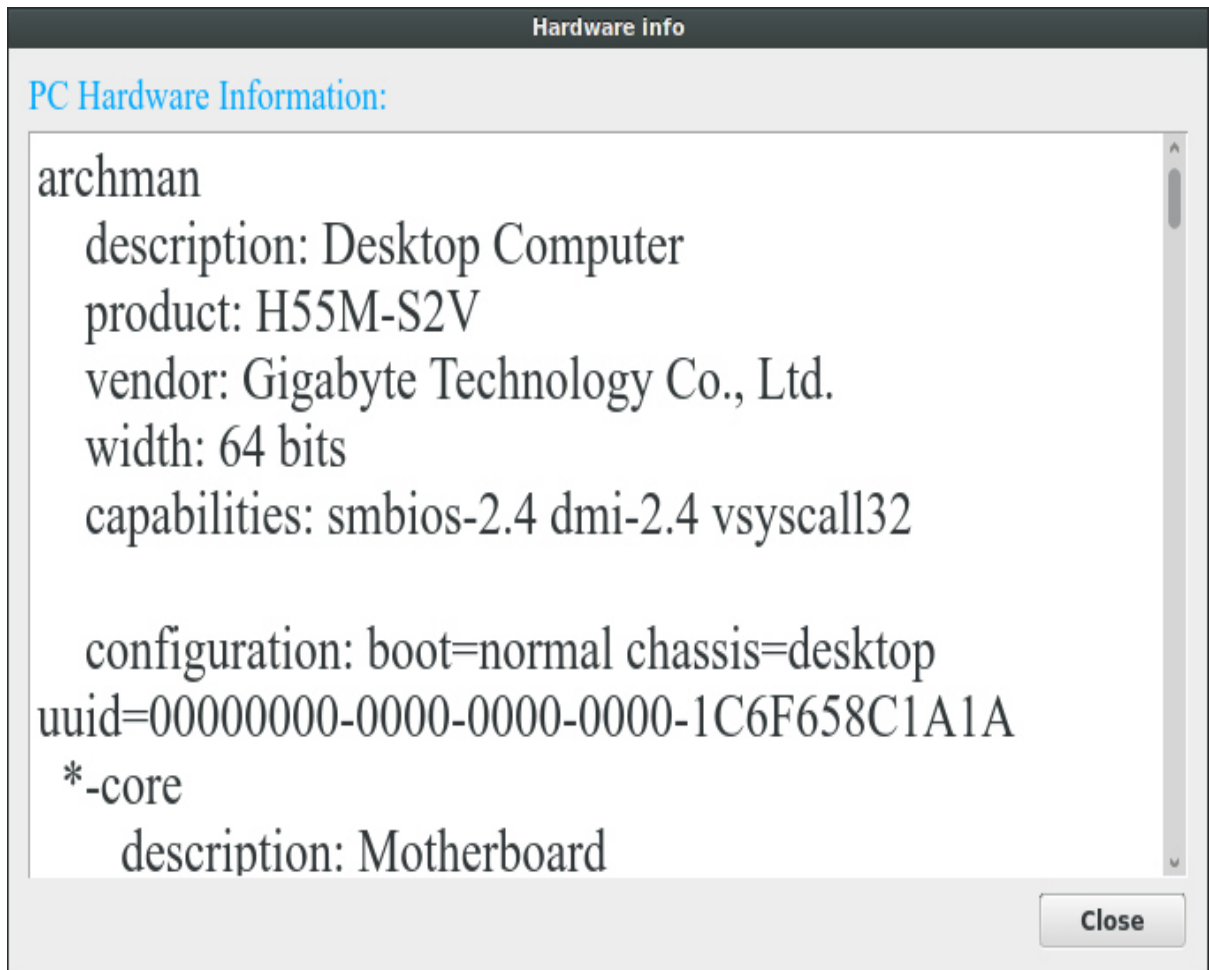 Hardware info
PC Hardware Information:
archman
description: Desktop Computer
product: H55M-S2V
vendor: Gigabyte Technology Co., Ltd.
width: 64 bits
capabilities: smbios-2.4 dmi-2.4 vsyscall32
configuration: boot=normal chassis=desktop
uuid=00000000-0000-0000-0000-1C6F658C1A1A
*-core
description: Motherboard
Close